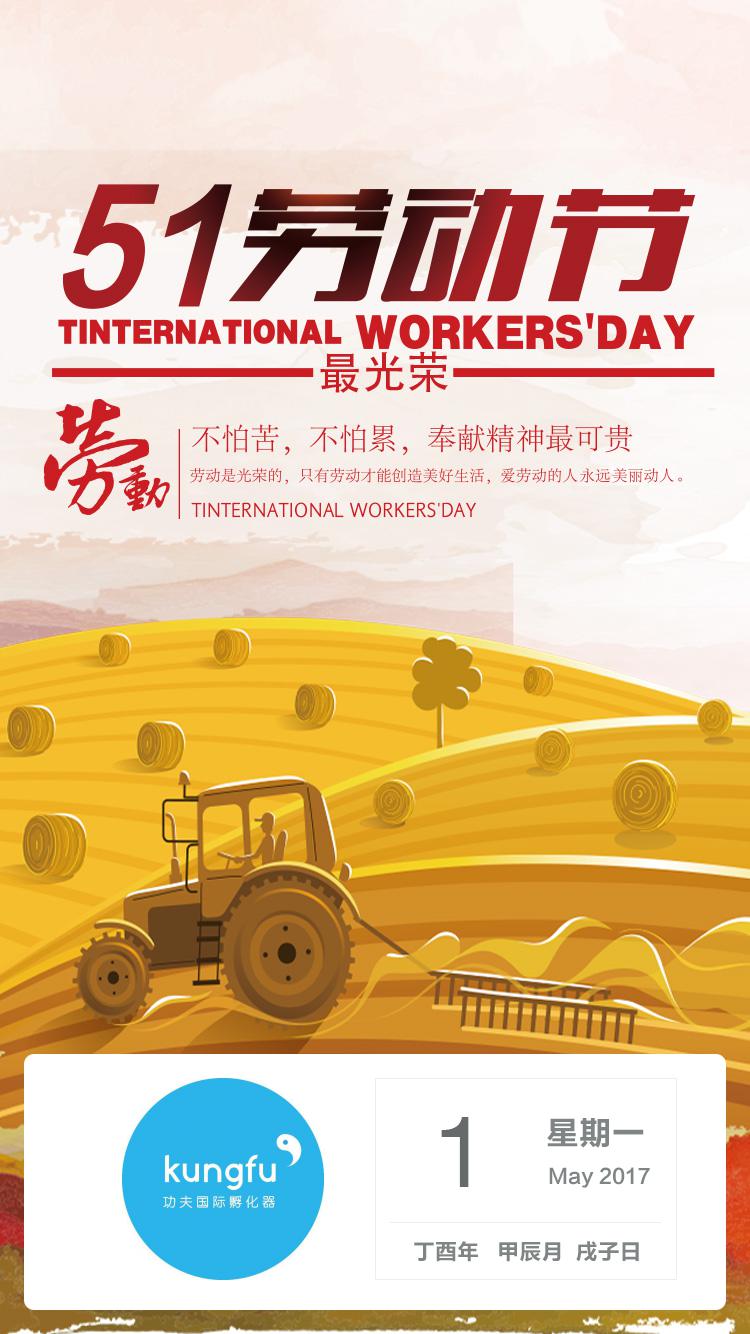 51劳动节
TINTERNATIONAL WORKERS'DAY
最光荣
勞動
不怕苦，不怕累，奉献精神最可贵
劳动是光荣的，只有劳动才能创造美好生活，爱劳动的人永远美丽动人。
TINTERNATIONAL WORKERS'DAY
kungfu
功夫国际孵化器
1
星期一
May 2017
丁酉年 甲辰月 戌子日